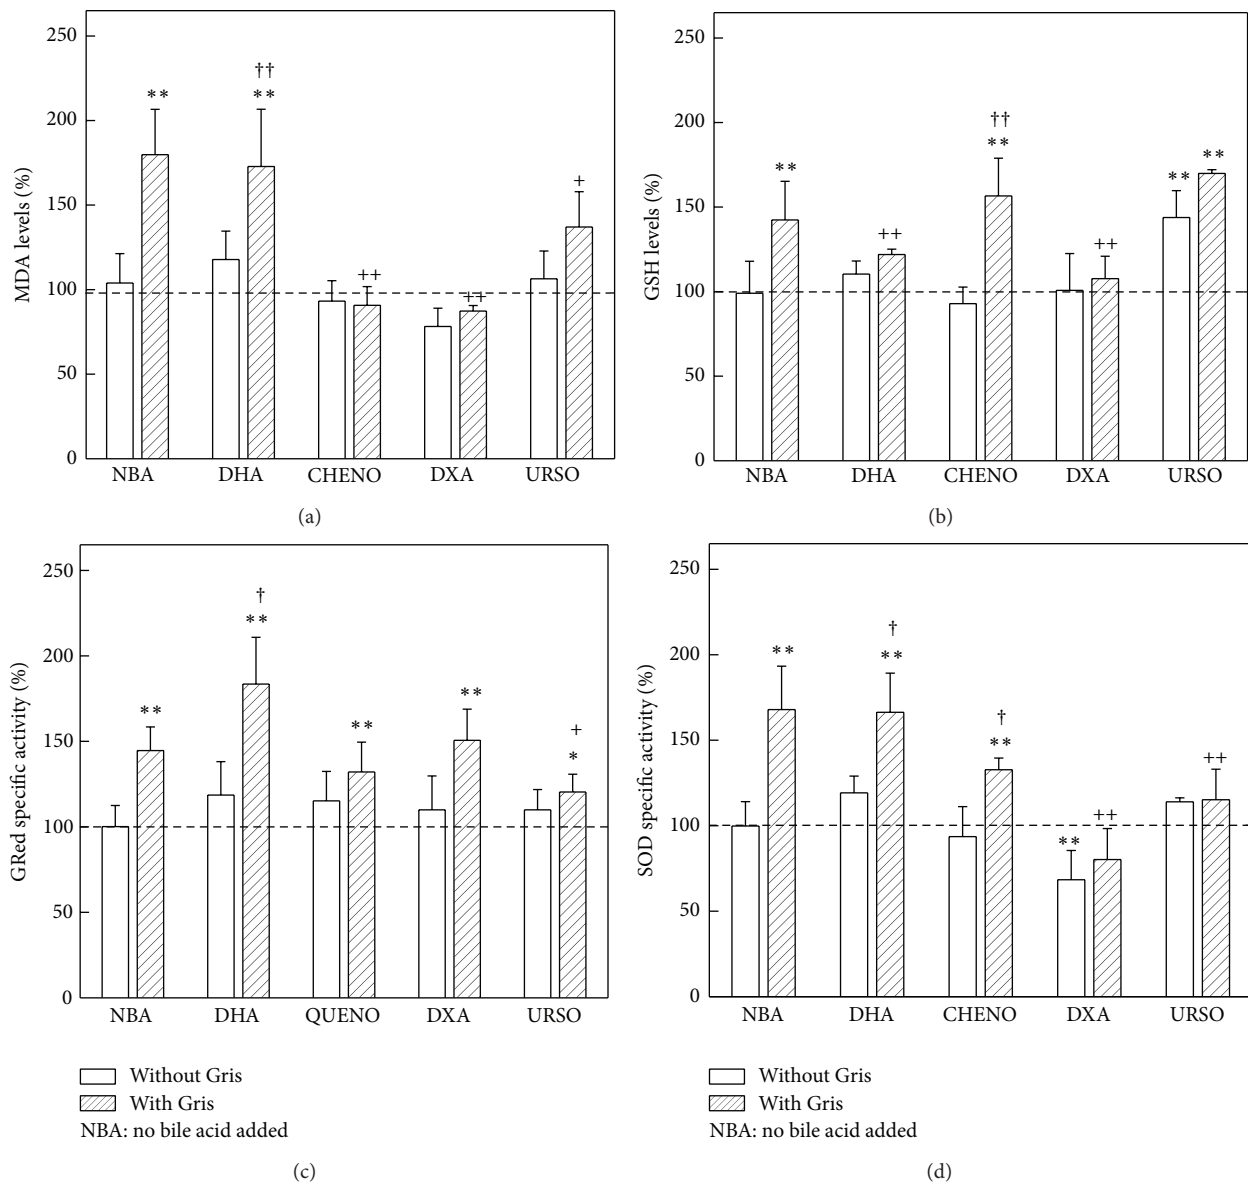 MDA levels (%)
250
200
150
100
50
0
**
††
**
++
++
+
NBA DHA CHENO DXA URSO
(a)
GSH levels (%)
250
200
150
100
50
0
**
++
††
**
++
**
**
NBA DHA CHENO DXA URSO
(b)
GRed specific activity (%)
250
200
150
100
50
0
**
†
**
**
**
+
*
NBA DHA QUENO DXA URSO
Without Gris
With Gris
NBA: no bile acid added
(c)
SOD specific activity (%)
250
200
150
100
50
0
**
†
**
†
**
**
++
++
NBA DHA CHENO DXA URSO
Without Gris
With Gris
NBA: no bile acid added
(d)